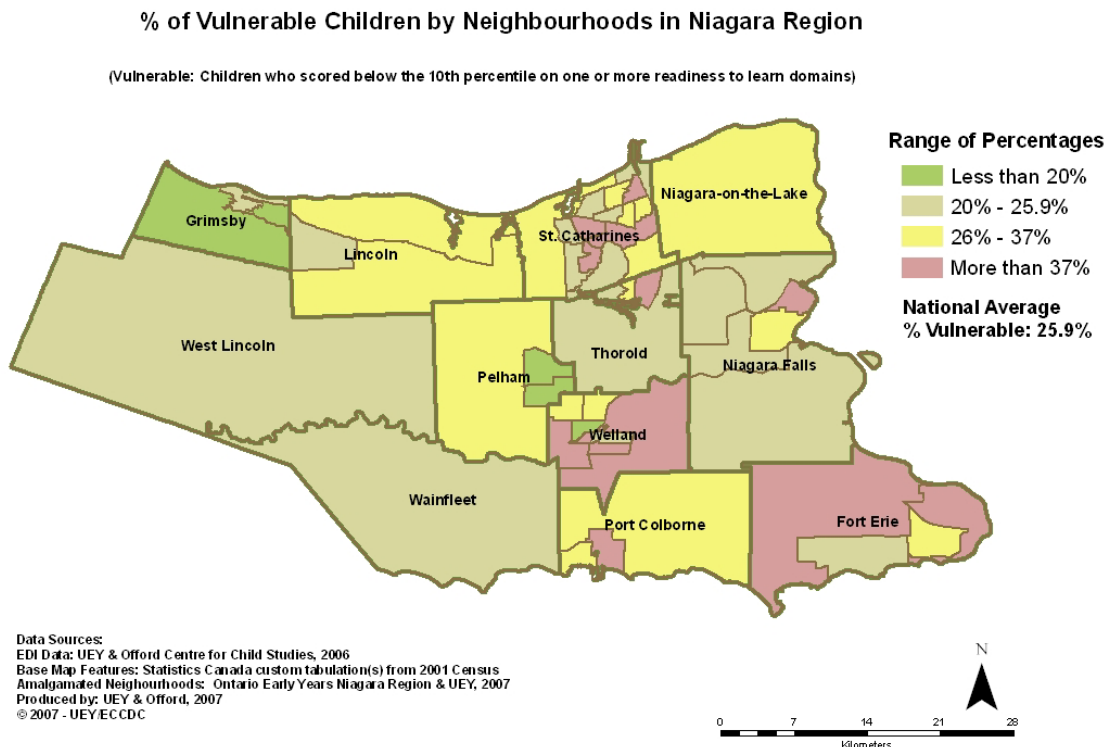 % of Vulnerable Children by Neighbourhoods in Niagara Region
(Vulnerable: Children who scored below the 10th percentile on one or more readiness to learn domains)
Range of Percentages
Less than 20%
20% - 25.9%
26% - 37%
More than 37%
National Average
% Vulnerable: 25.9%
Niagara-on-the-Lake
Grimsby
St. Catharines
Lincoln
West Lincoln
Thorold
Niagara Falls
Pelham
Welland
Wainfleet
Port Colborne
Fort Erie
Data Sources:
EDI Data: UEY & Offord Centre for Child Studies, 2006
Base Map Features: Statistics Canada custom tabulation(s) from 2001 Census
Amalgamated Neighourhoods: Ontario Early Years Niagara Region & UEY, 2007
Produced by: UEY & Offord, 2007
© 2007 - UEY/ECCDC
N
0 7 14 21 28
Kilometers